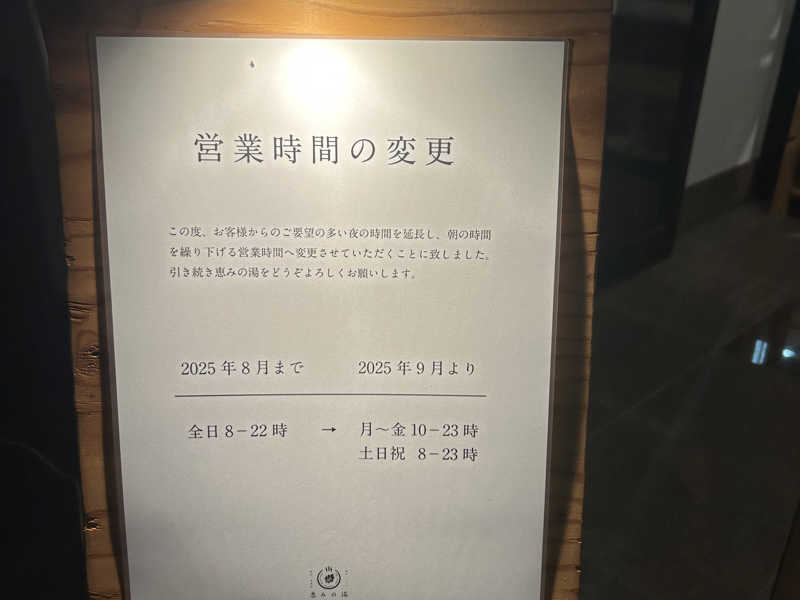 営業時間の変更
この度、お客様からのご要望の多い夜の時間を延長し、朝の時間
を繰り下げる営業時間へ変更させていただくことに致しました。
引き続き恵みの湯をどうぞよろしくお願いします。
2025年8月まで 2025年9月より
全日8−22時 → 月〜金10−23時
土日祝 8−23時
恵みの湯